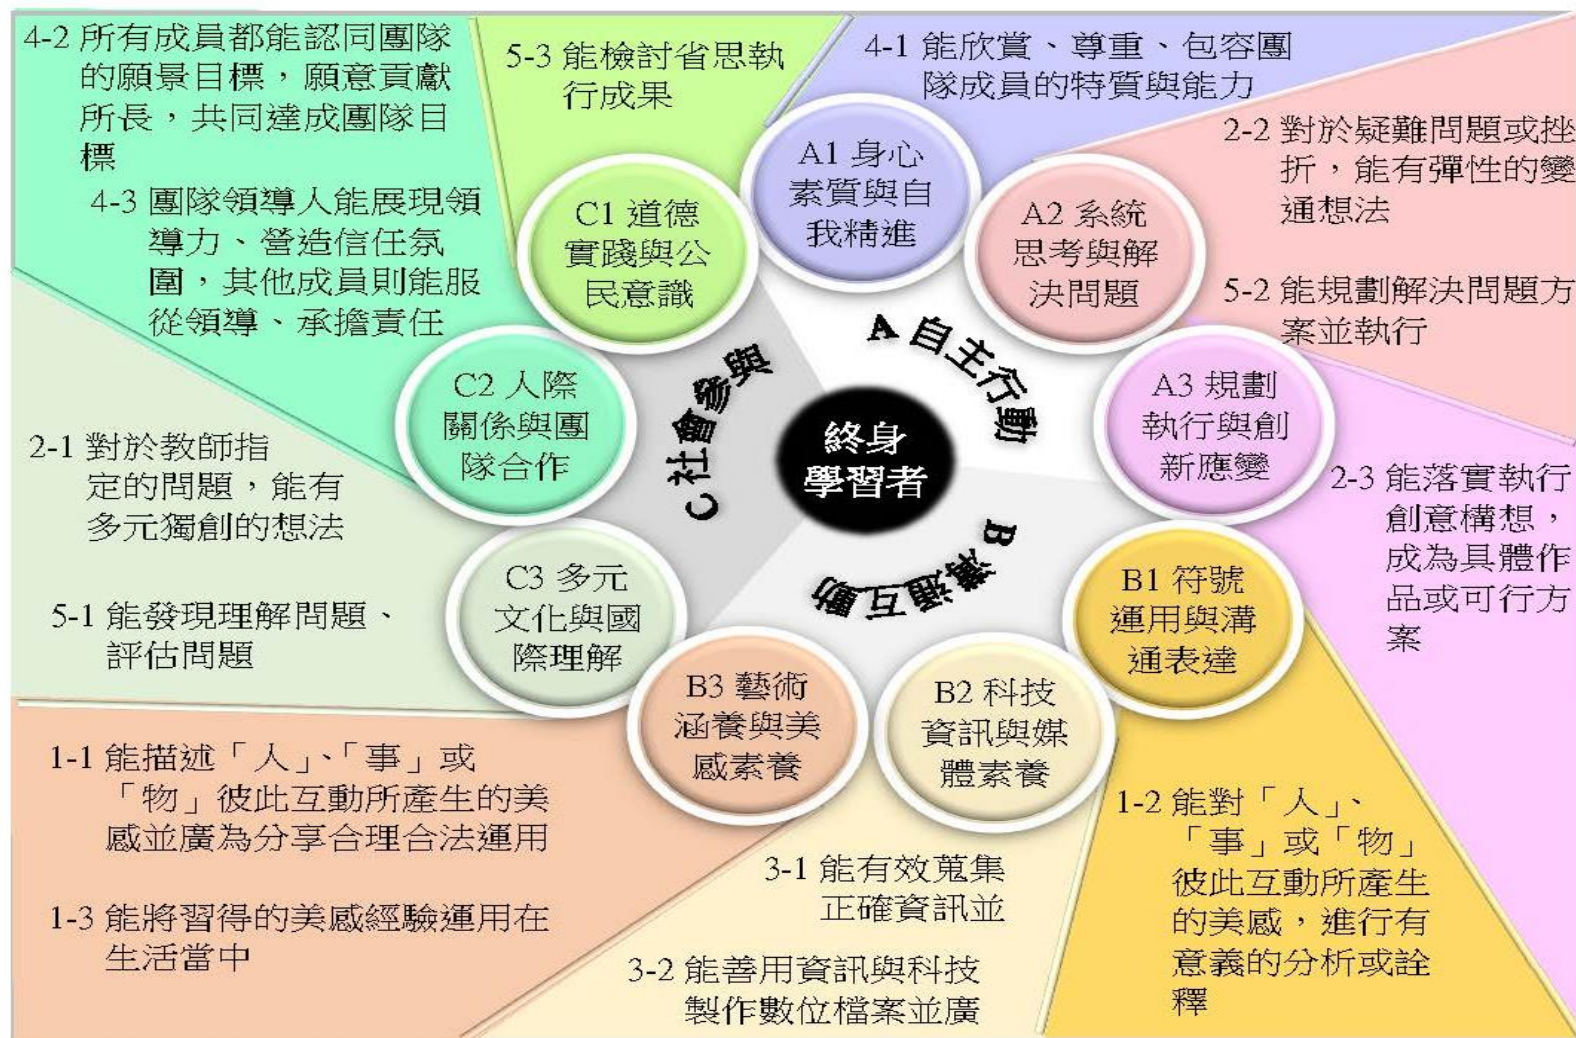 4-2 所有成員都能認同團隊
的願景目標，願意貢獻
所長，共同達成團隊目
標
4-3 團隊領導人能展現領
導力、營造信任氛
圍，其他成員則能服
從領導、承擔責任
5-3 能檢討省思執
行成果
4-1 能欣賞、尊重、包容團
隊成員的特質與能力
2-2 對於疑難問題或挫
折，能有彈性的變
通想法
5-2 能規劃解決問題方
案並執行
A1 身心
素質與自
我精進
A2 系統
思考與解
決問題
A3 規劃
執行與創
新應變
C1 道德
實踐與公
民意識
C2 人際
關係與團
隊合作
C3 多元
文化與國
際理解
A 自主行動
C 社會參與
B 溝通互動
終身
學習者
2-1 對於教師指
定的問題，能有
多元獨創的想法
5-1 能發現理解問題、
評估問題
2-3 能落實執行
創意構想，
成為具體作
品或可行方
案
B1 符號
運用與溝
通表達
B2 科技
資訊與媒
體素養
B3 藝術
涵養與美
感素養
1-1 能描述「人」、「事」或
「物」彼此互動所產生的美
感並廣為分享合理合法運用
1-3 能將習得的美感經驗運用在
生活當中
3-1 能有效蒐集
正確資訊並
3-2 能善用資訊與科技
製作數位檔案並廣
1-2 能對「人」、
「事」或「物」
彼此互動所產生
的美感，進行有
意義的分析或詮
釋